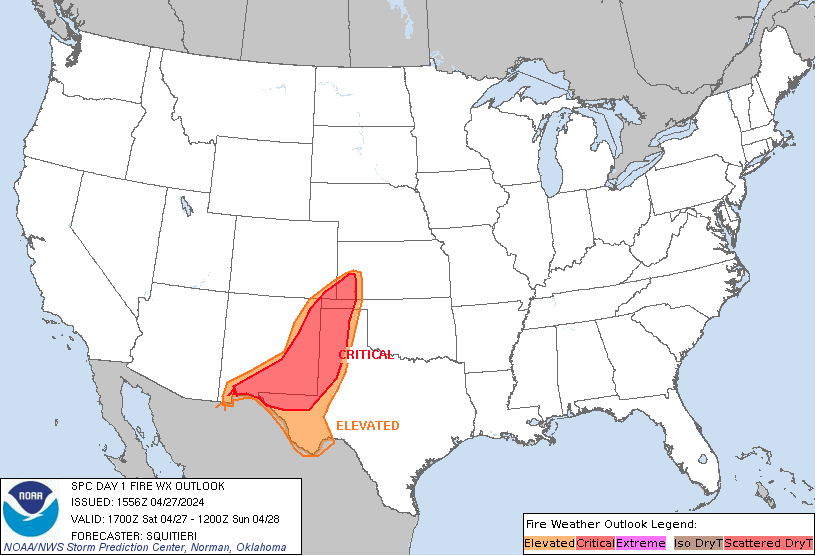 CRITICAL
ELEVATED
NOAA
SPC DAY 1 FIRE WX OUTLOOK
ISSUED: 1556Z 04/27/2024
VALID: 1700Z Sat 04/27 - 1200Z Sun 04/28
FORECASTER: SQUITIERI
NOAA/NWS Storm Prediction Center, Norman, Oklahoma
Fire Weather Outlook Legend:
Elevated Critical Extreme Iso DryT Scattered DryT